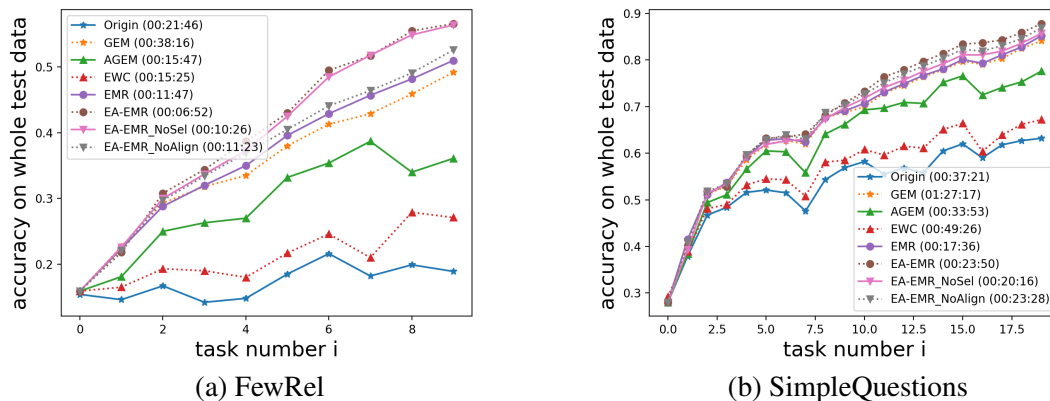 accuracy on whole test data
Origin (00:21:46)
GEM (00:38:16)
AGEM (00:15:47)
EWC (00:15:25)
EMR (00:11:47)
EA-EMR (00:06:52)
EA-EMR_NoSel (00:10:26)
EA-EMR_NoAlign (00:11:23)
0.5
0.4
0.3
0.2
0 2 4 6 8
task number i
(a) FewRel
accuracy on whole test data
0.9
0.8
0.7
0.6
0.5
0.4
0.3
Origin (00:37:21)
GEM (01:27:17)
AGEM (00:33:53)
EWC (00:49:26)
EMR (00:17:36)
EA-EMR (00:23:50)
EA-EMR_NoSel (00:20:16)
EA-EMR_NoAlign (00:23:28)
0.0 2.5 5.0 7.5 10.0 12.5 15.0 17.5
task number i
(b) SimpleQuestions